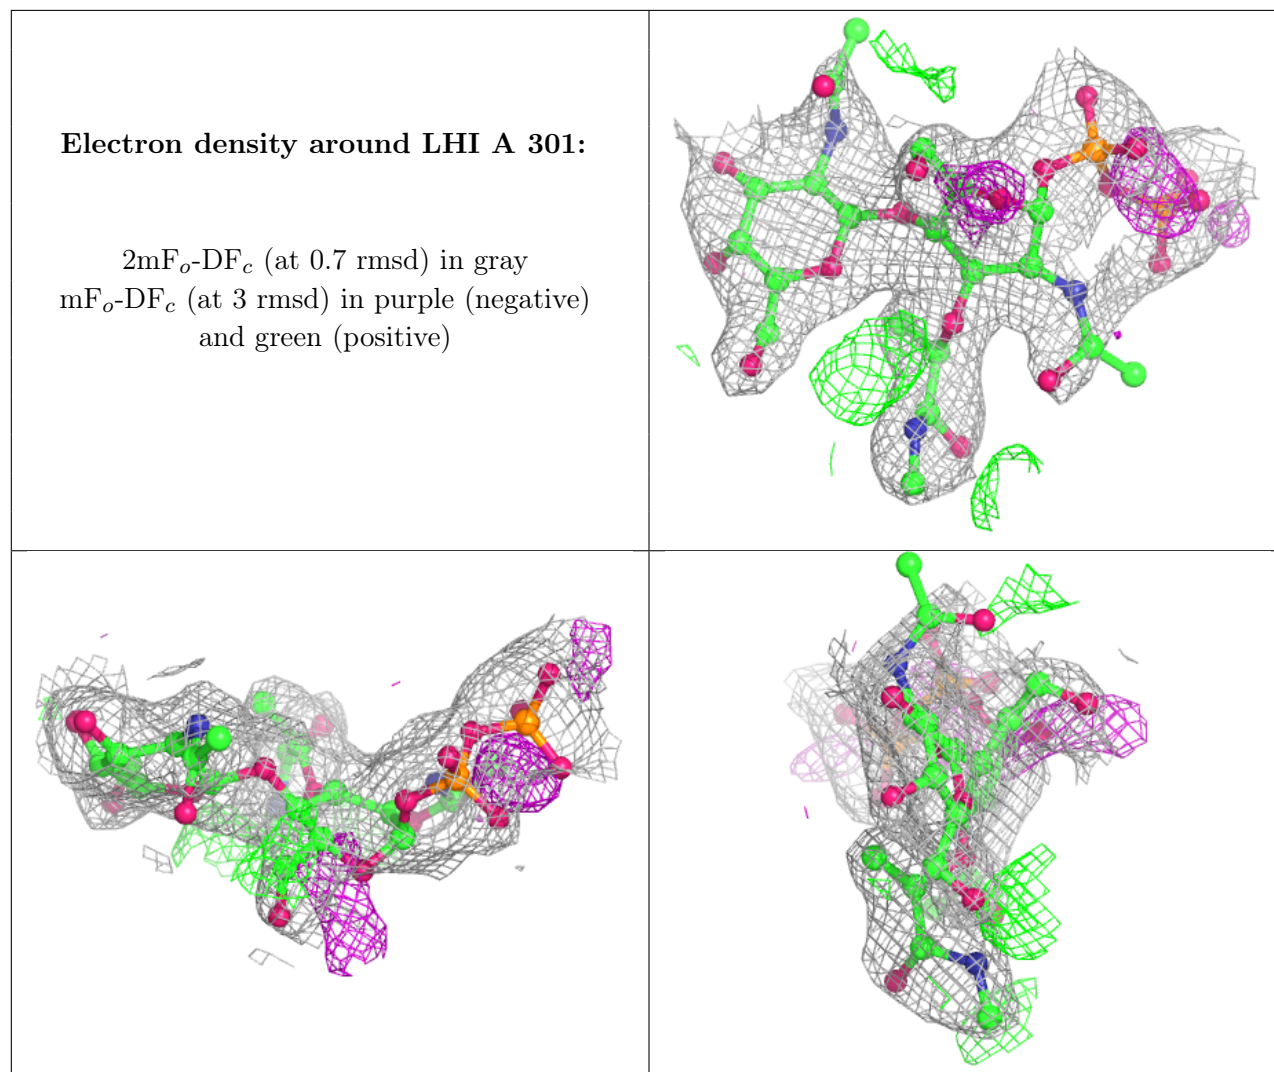 Electron density around LHI A 301:
2mFo-DFc (at 0.7 rmsd) in gray
mFo-DFc (at 3 rmsd) in purple (negative)
and green (positive)